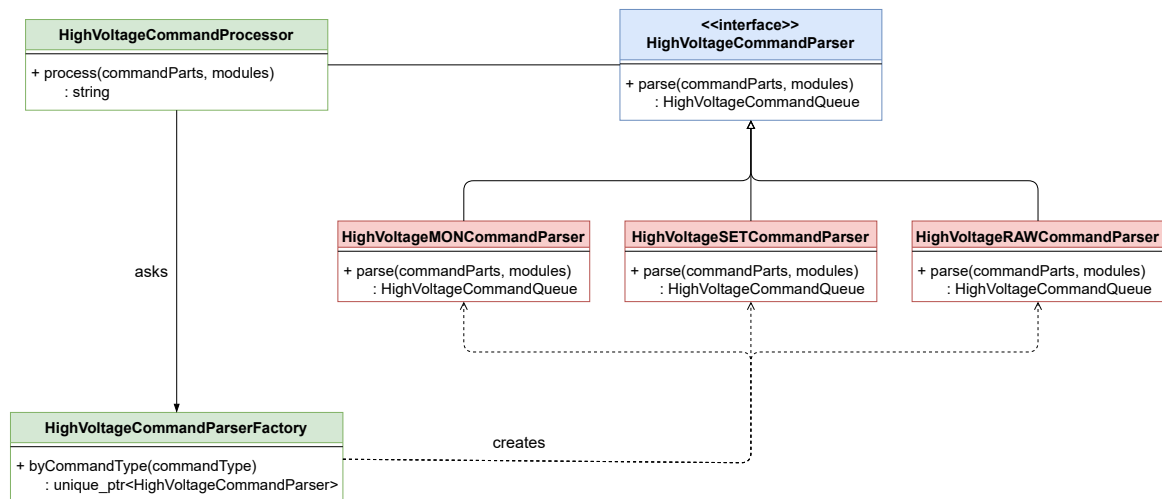 HighVoltageCommandProcessor
+ process(commandParts, modules)
: string
<<interface>>
HighVoltageCommandParser
+ parse(commandParts, modules)
: HighVoltageCommandQueue
HighVoltageMONCommandParser
+ parse(commandParts, modules)
: HighVoltageCommandQueue
HighVoltageSETCommandParser
+ parse(commandParts, modules)
: HighVoltageCommandQueue
HighVoltageRAWCommandParser
+ parse(commandParts, modules)
: HighVoltageCommandQueue
asks
HighVoltageCommandParserFactory
+ byCommandType(commandType)
: unique_ptr<HighVoltageCommandParser>
creates